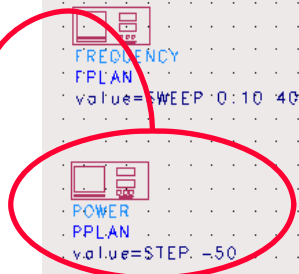 FREQUENCY
FPLAN
value=SWEEP 0:10 40
POWER
PPLAN
value=STEP -50